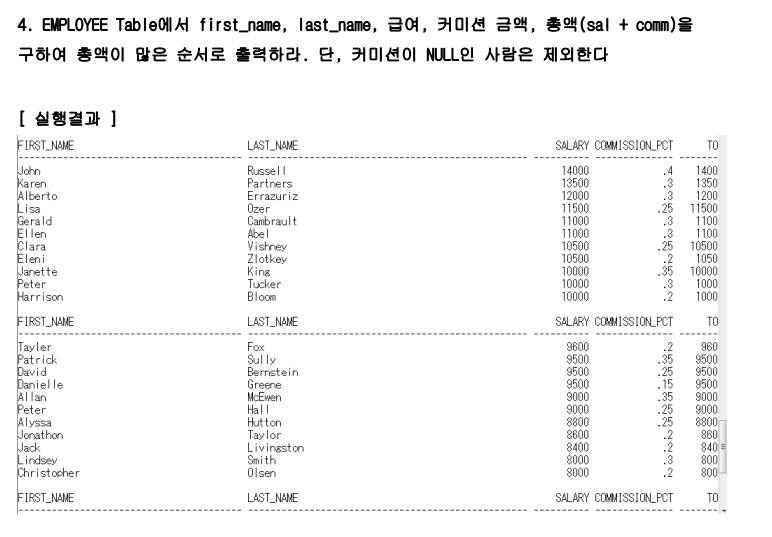 4. EMPLOYEE Table에서 first_name, last_name, 급여, 커미션 금액, 총액(sal + comm)을
구하여 총액이 많은 순서로 출력하라. 단, 커미션이 NULL인 사람은 제외한다
[ 실행결과 ]
FIRST_NAME LAST_NAME SALARY COMMISSION_PCT TO
John Russell 14000 .4 1400
Karen Partners 13500 .3 1350
Alberto Errazuriz 12000 .3 1200
Lisa Ozer 11500 .25 11500
Gerald Cambrault 11000 .3 1100
Ellen Abel 11000 .3 1100
Clara Vishney 10500 .25 10500
Eleni Zlotkey 10500 .2 1050
Janette King 10000 .35 10000
Peter Tucker 10000 .3 1000
Harrison Bloom 10000 .2 1000
FIRST_NAME LAST_NAME SALARY COMMISSION_PCT TO
Tayler Fox 9600 .2 960
Patrick Sully 9500 .35 9500
David Bernstein 9500 .25 9500
Danielle Greene 9500 .15 9500
Allan McEwen 9000 .35 9000
Peter Hall 9000 .25 9000
Alyssa Hutton 8800 .25 8800
Jonathon Taylor 8600 .2 860
Jack Livingston 8400 .2 840
Lindsey Smith 8000 .3 800
Christopher Olsen 8000 .2 800
FIRST_NAME LAST_NAME SALARY COMMISSION_PCT TO